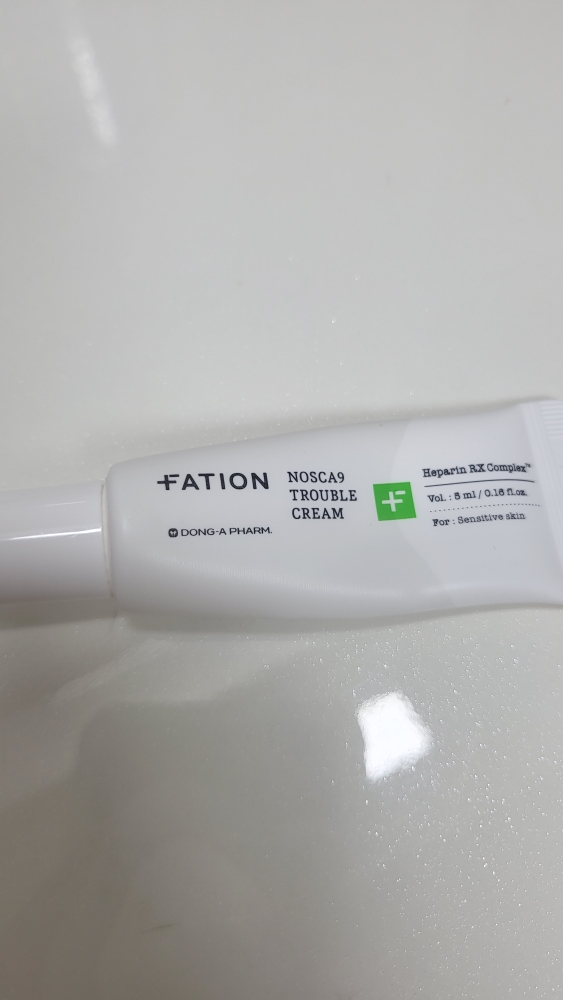 FATION
DONG-A PHARM.
NOSCA9
TROUBLE
CREAM
Heparin RX Complex™
Vol. : 5 ml / 0.16 fl.oz.
For : Sensitive skin